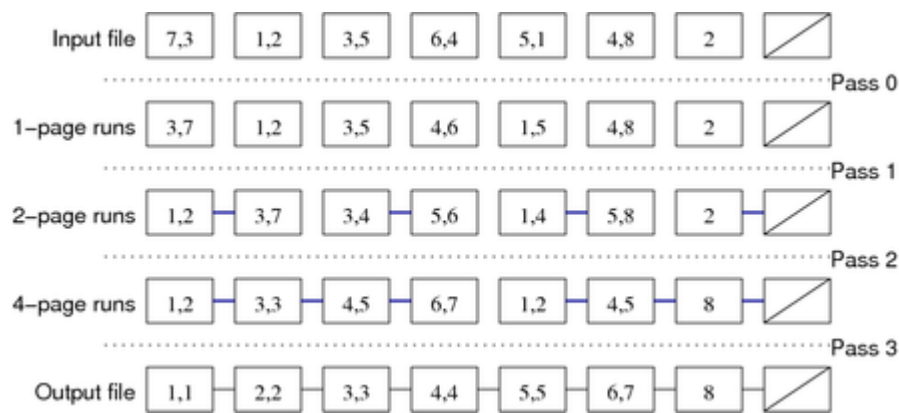 Input file 7,3 1,2 3,5 6,4 5,1 4,8 2
Pass 0
1-page runs 3,7 1,2 3,5 4,6 1,5 4,8 2
Pass 1
2-page runs 1,2 3,7 3,4 5,6 1,4 5,8 2
Pass 2
4-page runs 1,2 3,3 4,5 6,7 1,2 4,5 8
Pass 3
Output file 1,1 2,2 3,3 4,4 5,5 6,7 8